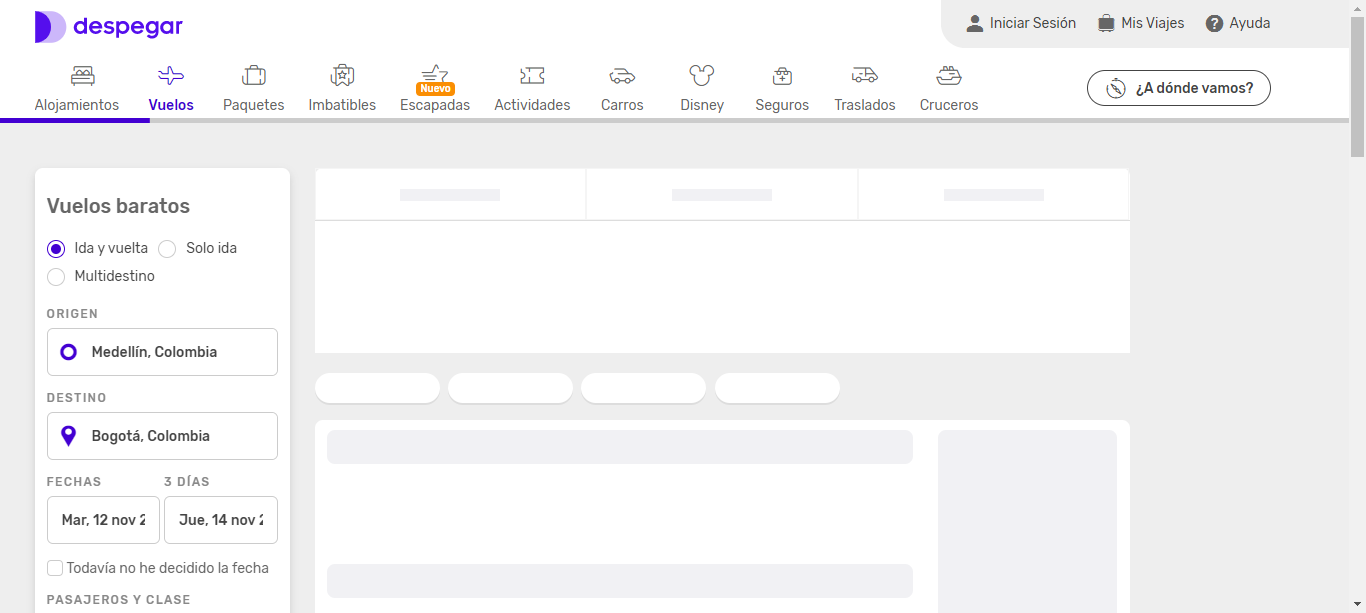 despegar
Iniciar Sesión
Mis Viajes
Ayuda
Alojamientos
Vuelos
Paquetes
Imbatibles
Nuevo
Escapadas
Actividades
Carros
Disney
Seguros
Traslados
Cruceros
¿A dónde vamos?
Vuelos baratos
Ida y vuelta
Solo ida
Multidestino
ORIGEN
Medellín, Colombia
DESTINO
Bogotá, Colombia
FECHAS
3 DÍAS
Mar, 12 nov 2
Jue, 14 nov 2
Todavía no he decidido la fecha
PASAJEROS Y CLASE